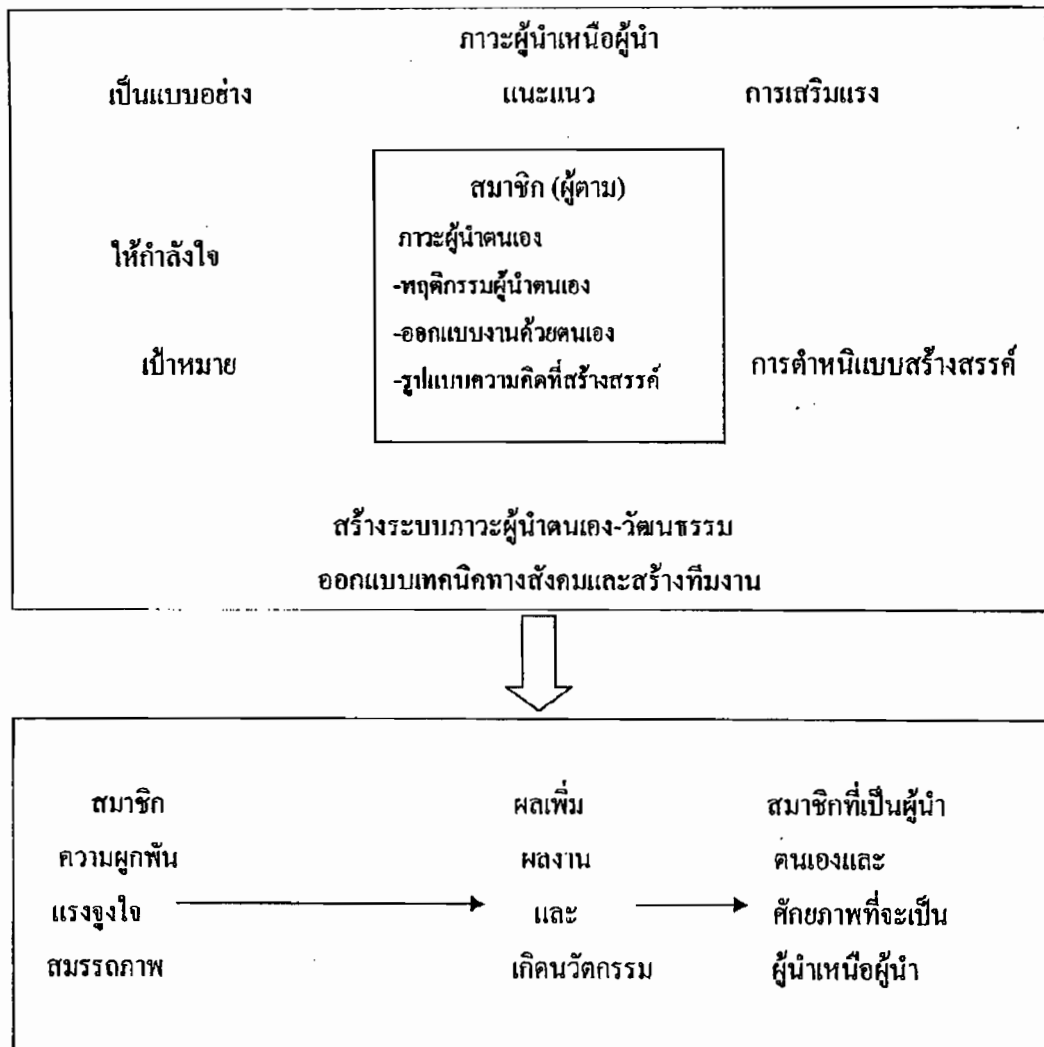 ภาวะผู้นำเหนือผู้นำ
เป็นแบบอย่าง แนะแนว การเสริมแรง
สมาชิก (ผู้ตาม)
ภาวะผู้นำตนเอง
-พฤติกรรมผู้นำตนเอง
-ออกแบบงานด้วยตนเอง
-รูปแบบความคิดที่สร้างสรรค์
ให้กำลังใจ
เป้าหมาย การตำหนิแบบสร้างสรรค์
สร้างระบบภาวะผู้นำตนเอง-วัฒนธรรม
ออกแบบเทคนิคทางสังคมและสร้างทีมงาน
สมาชิก
ความผูกพัน
แรงจูงใจ
สมรรถภาพ
ผลเพิ่ม
ผลงาน
และ
เกิดนวัตกรรม
สมาชิกที่เป็นผู้นำ
ตนเองและ
ศักยภาพที่จะเป็น
ผู้นำเหนือผู้นำ